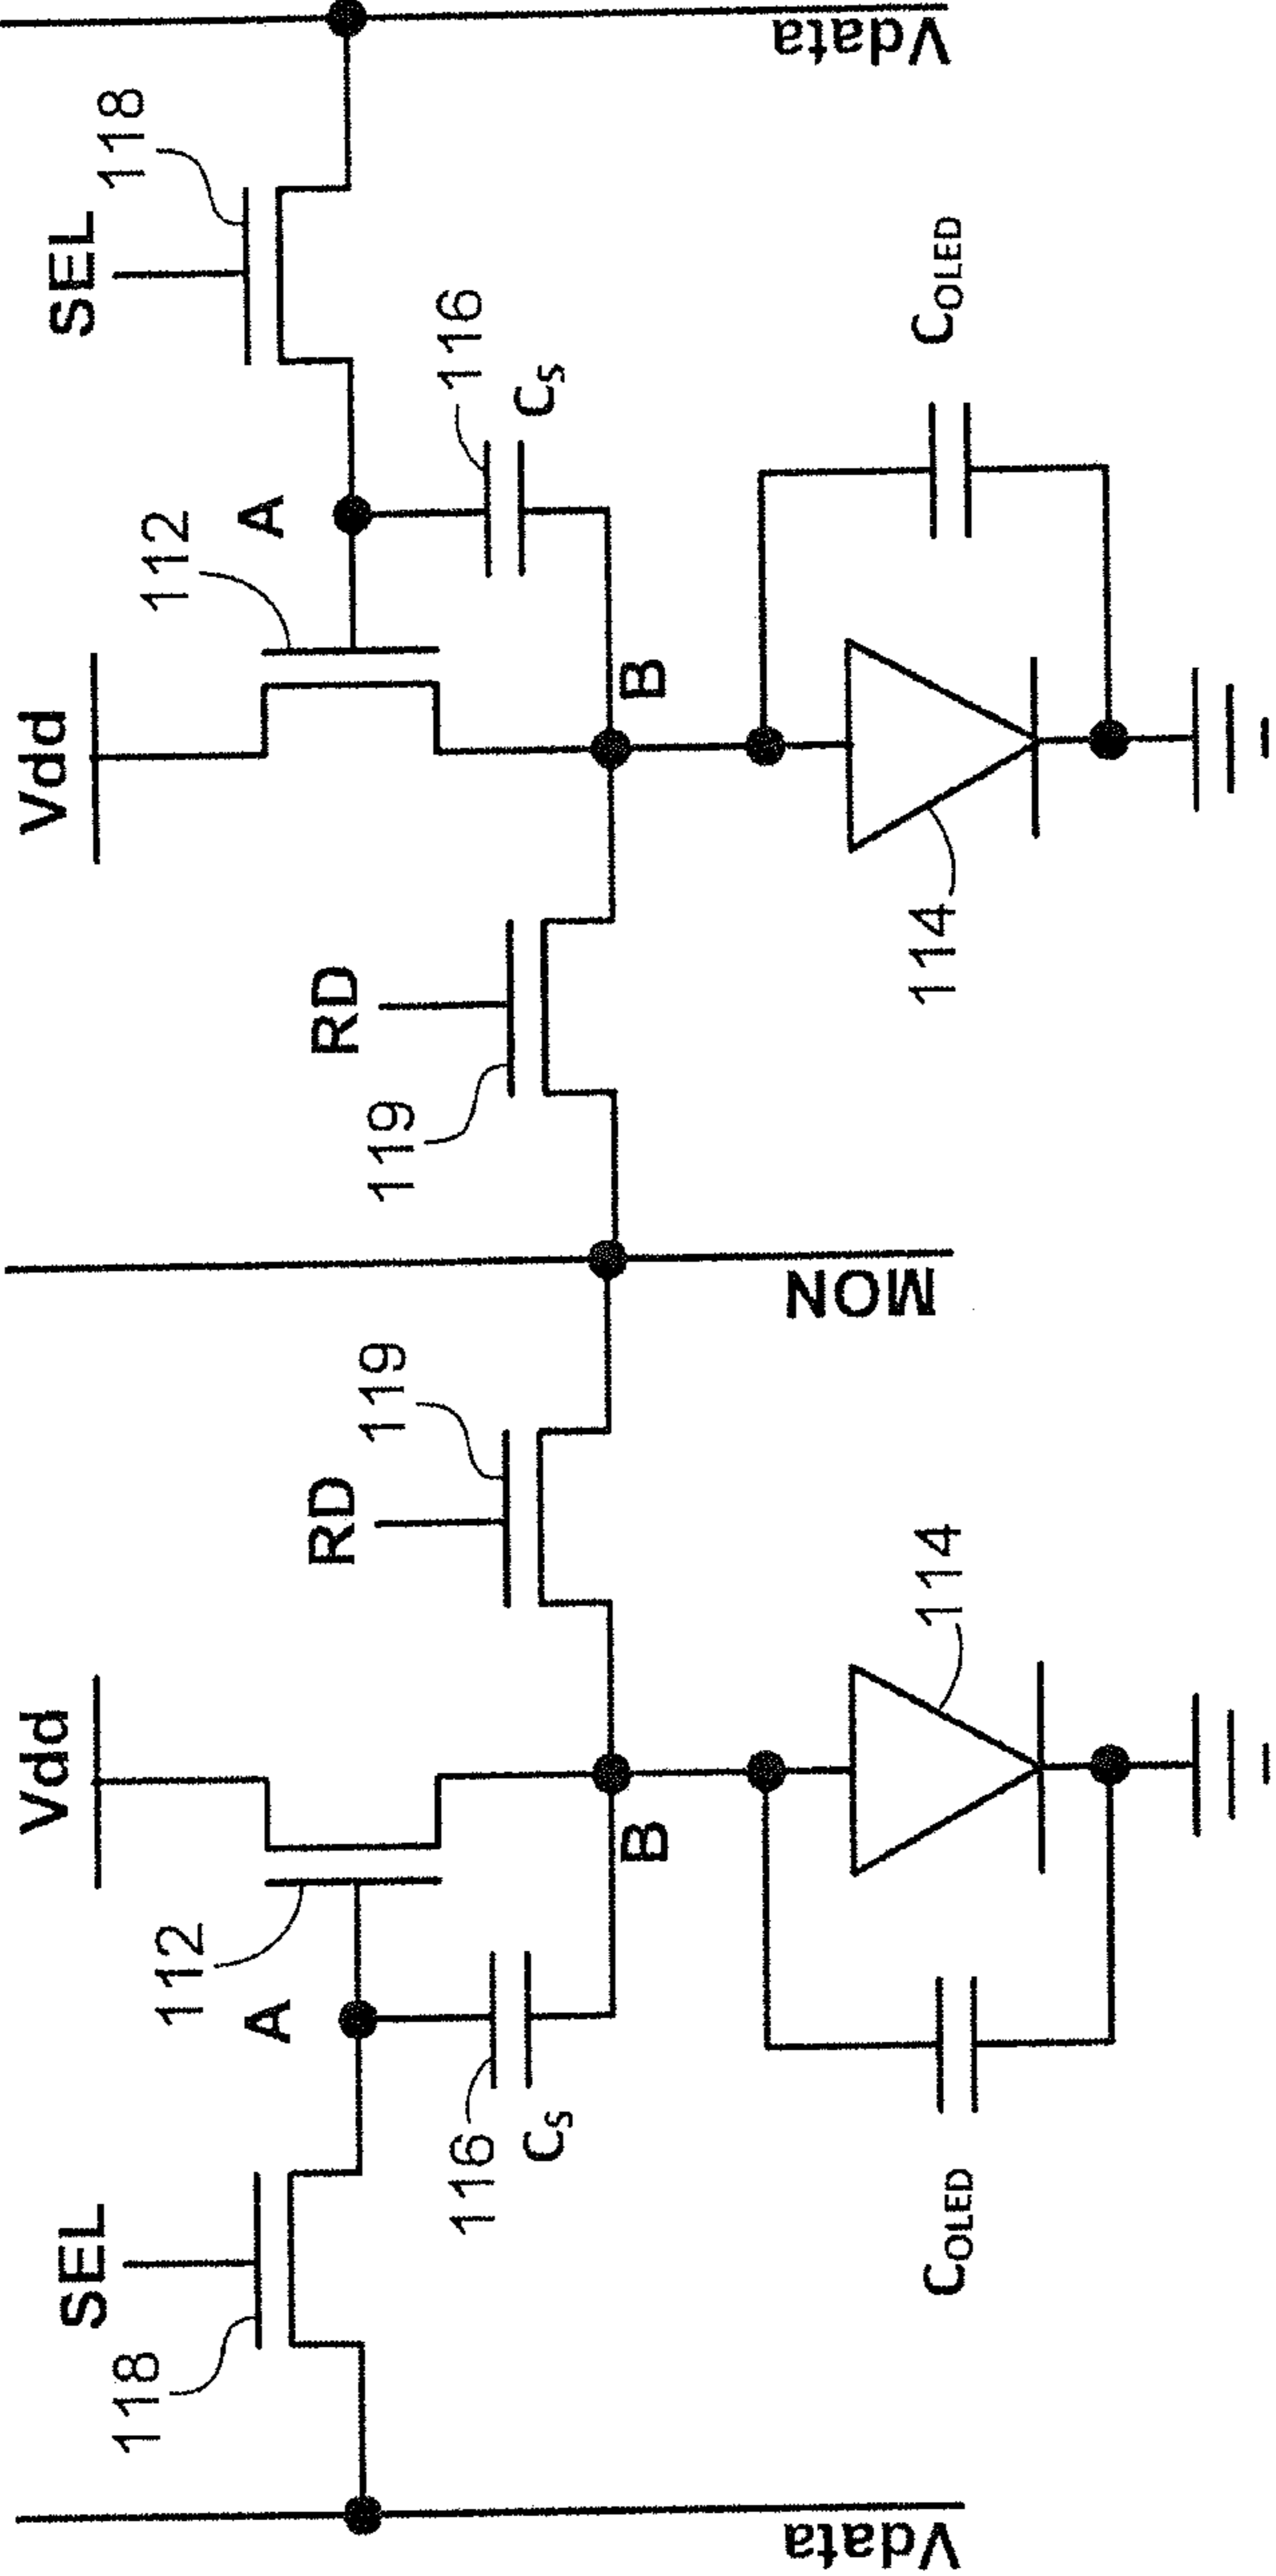 Vdd
Vdd
SEL
118
112
A
116
Cs
B
RD
119
119
RD
B
112
A
116
Cs
SEL
118
114
114
COLED
COLED
Vdata
MON
Vdata